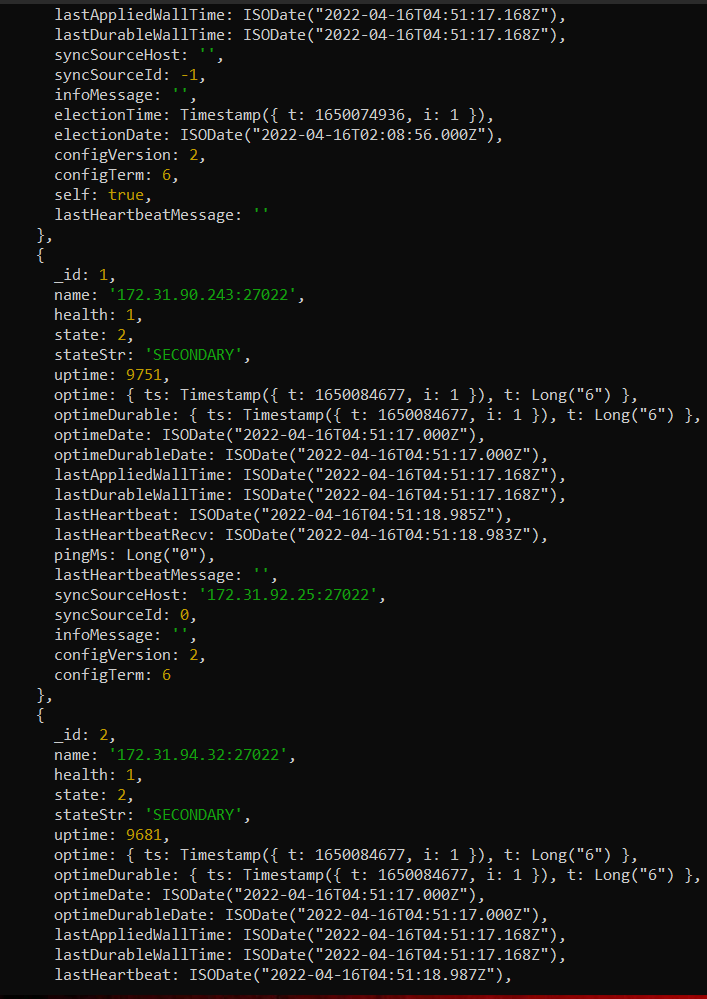 lastAppliedWallTime: ISODate("2022-04-16T04:51:17.168Z"),
lastDurableWallTime: ISODate("2022-04-16T04:51:17.168Z"),
syncSourceHost: '',
syncSourceId: -1,
infoMessage: '',
electionTime: Timestamp({ t: 1650074936, i: 1 }),
electionDate: ISODate("2022-04-16T02:08:56.000Z"),
configVersion: 2,
configTerm: 6,
self: true,
lastHeartbeatMessage: ''
},
{
_id: 1,
name: '172.31.90.243:27022',
health: 1,
state: 2,
stateStr: 'SECONDARY',
uptime: 9751,
optime: { ts: Timestamp({ t: 1650084677, i: 1 }), t: Long("6") },
optimeDurable: { ts: Timestamp({ t: 1650084677, i: 1 }), t: Long("6") },
optimeDate: ISODate("2022-04-16T04:51:17.000Z"),
optimeDurableDate: ISODate("2022-04-16T04:51:17.000Z"),
lastAppliedWallTime: ISODate("2022-04-16T04:51:17.168Z"),
lastDurableWallTime: ISODate("2022-04-16T04:51:17.168Z"),
lastHeartbeat: ISODate("2022-04-16T04:51:18.985Z"),
lastHeartbeatRecv: ISODate("2022-04-16T04:51:18.983Z"),
pingMs: Long("0"),
lastHeartbeatMessage: '',
syncSourceHost: '172.31.92.25:27022',
syncSourceId: 0,
infoMessage: '',
configVersion: 2,
configTerm: 6
},
{
_id: 2,
name: '172.31.94.32:27022',
health: 1,
state: 2,
stateStr: 'SECONDARY',
uptime: 9681,
optime: { ts: Timestamp({ t: 1650084677, i: 1 }), t: Long("6") },
optimeDurable: { ts: Timestamp({ t: 1650084677, i: 1 }), t: Long("6") },
optimeDate: ISODate("2022-04-16T04:51:17.000Z"),
optimeDurableDate: ISODate("2022-04-16T04:51:17.000Z"),
lastAppliedWallTime: ISODate("2022-04-16T04:51:17.168Z"),
lastDurableWallTime: ISODate("2022-04-16T04:51:17.168Z"),
lastHeartbeat: ISODate("2022-04-16T04:51:18.987Z"),